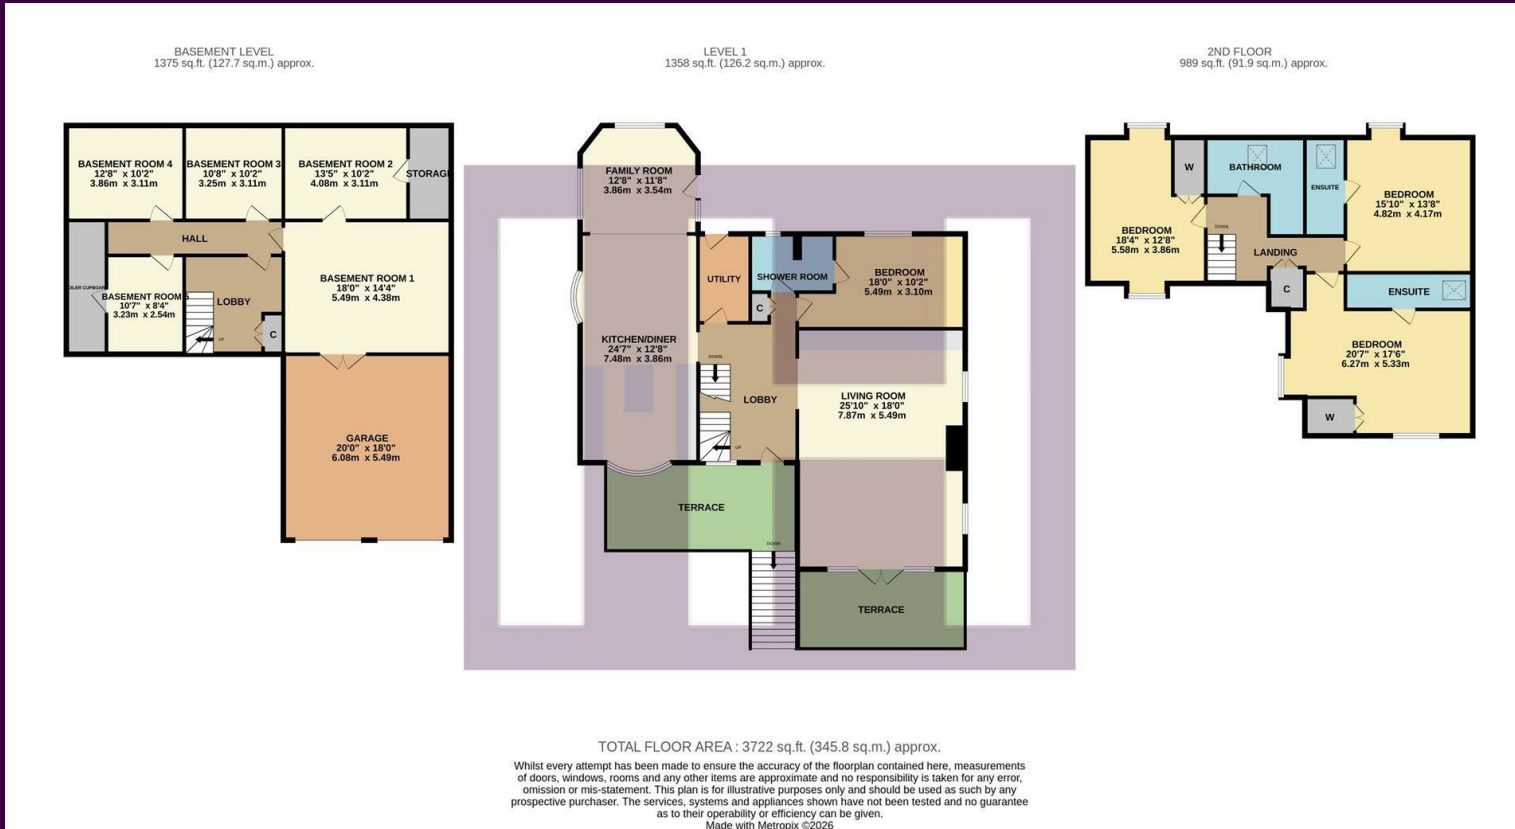 BASEMENT LEVEL
1375 sq.ft. (127.7 sq.m.) approx.
BASEMENT ROOM 4
12'8" x 10'2"
3.86m x 3.11m
BASEMENT ROOM 3
10'8" x 10'2"
3.25m x 3.11m
BASEMENT ROOM 2
13'5" x 10'2"
4.08m x 3.11m
STORAGE
HALL
BASEMENT ROOM 1
18'0" x 14'4"
5.49m x 4.38m
OILER CUPBOARD
BASEMENT ROOM 5
10'7" x 8'4"
3.23m x 2.54m
LOBBY
UP
C
GARAGE
20'0" x 18'0"
6.08m x 5.49m
LEVEL 1
1358 sq.ft. (126.2 sq.m.) approx.
FAMILY ROOM
12'8" x 11'8"
3.86m x 3.54m
UTILITY
SHOWER ROOM
BEDROOM
18'0" x 10'2"
5.49m x 3.10m
C
KITCHEN/DINER
24'7" x 12'8"
7.48m x 3.86m
DOWN
LOBBY
UP
LIVING ROOM
25'10" x 18'0"
7.87m x 5.49m
TERRACE
DOWN
TERRACE
2ND FLOOR
989 sq.ft. (91.9 sq.m.) approx.
W
BATHROOM
ENSUITE
BEDROOM
15'10" x 13'8"
4.82m x 4.17m
BEDROOM
18'4" x 12'8"
5.58m x 3.86m
DOWN
LANDING
C
ENSUITE
BEDROOM
20'7" x 17'6"
6.27m x 5.33m
W
TOTAL FLOOR AREA : 3722 sq.ft. (345.8 sq.m.) approx.
Whilst every attempt has been made to ensure the accuracy of the floorplan contained here, measurements
of doors, windows, rooms and any other items are approximate and no responsibility is taken for any error,
omission or mis-statement. This plan is for illustrative purposes only and should be used as such by any
prospective purchaser. The services, systems and appliances shown have not been tested and no guarantee
as to their operability or efficiency can be given.
Made with Metropix ©2026